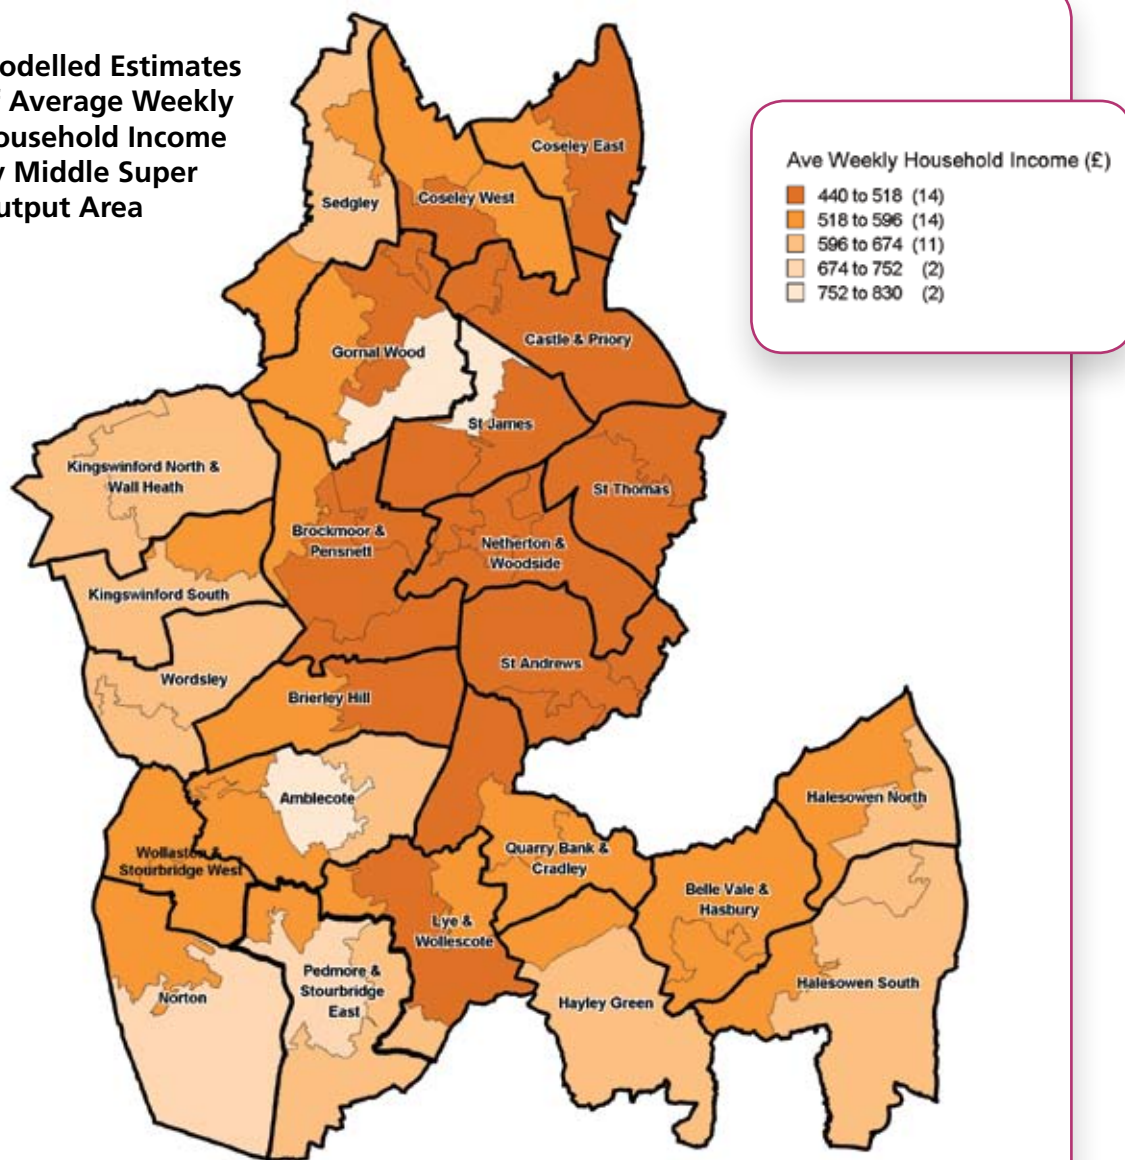 odelled Estimates
f Average Weekly
ousehold Income
y Middle Super
utput Area
Ave Weekly Household Income (£)
440 to 518 (14)
518 to 596 (14)
596 to 674 (11)
674 to 752 (2)
752 to 830 (2)
Coseley East
Sedgley
Coseley West
Gornal Wood
Castle & Priory
St James
Kingswinford North &
Wall Heath
St Thomas
Brockmoor &
Pensnett
Netherton &
Woodside
Kingswinford South
Wordsley
St Andrews
Brierley Hill
Amblecote
Halesowen North
Wollaston &
Stourbridge West
Quarry Bank &
Cradley
Belle Vale &
Hasbury
Lye &
Wollescote
Pedmore &
Stourbridge
East
Norton
Hayley Green
Halesowen South